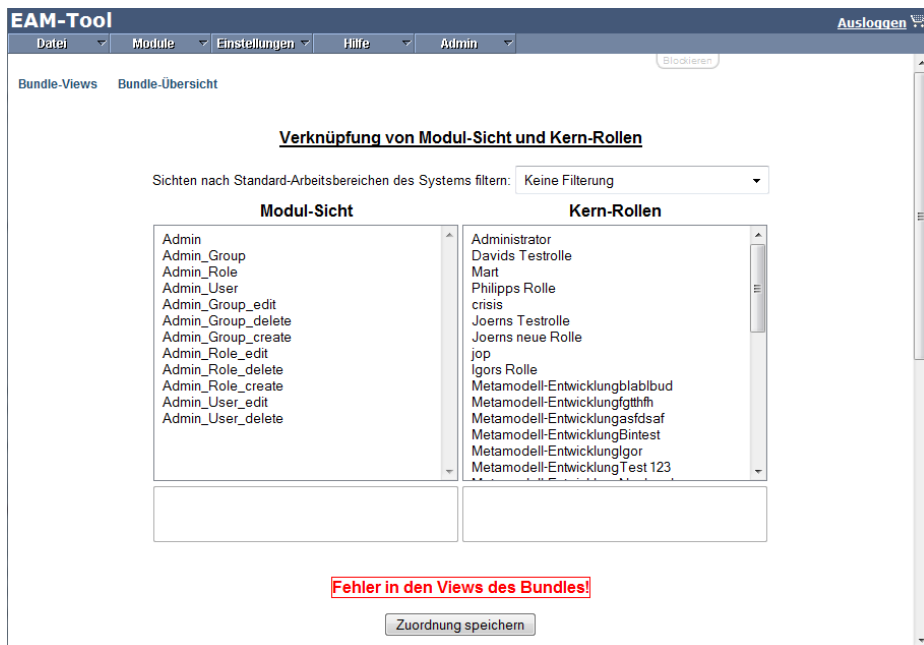 EAM-Tool
Ausloggen
Datei Module Einstellungen Hilfe Admin
Blockieren
Bundle-Views Bundle-Übersicht
Verknüpfung von Modul-Sicht und Kern-Rollen
Sichten nach Standard-Arbeitsbereichen des Systems filtern: Keine Filterung
Modul-Sicht
Admin
Admin_Group
Admin_Role
Admin_User
Admin_Group_edit
Admin_Group_delete
Admin_Group_create
Admin_Role_edit
Admin_Role_delete
Admin_Role_create
Admin_User_edit
Admin_User_delete
Kern-Rollen
Administrator
Davids Testrolle
Mart
Philipps Rolle
crisis
Joerns Testrolle
Joerns neue Rolle
jop
Igors Rolle
Metamodell-Entwicklungblablbud
Metamodell-Entwicklungfgtthfh
Metamodell-Entwicklungasfdsaf
Metamodell-EntwicklungBintest
Metamodell-EntwicklungIgor
Metamodell-EntwicklungTest 123
Fehler in den Views des Bundles!
Zuordnung speichern